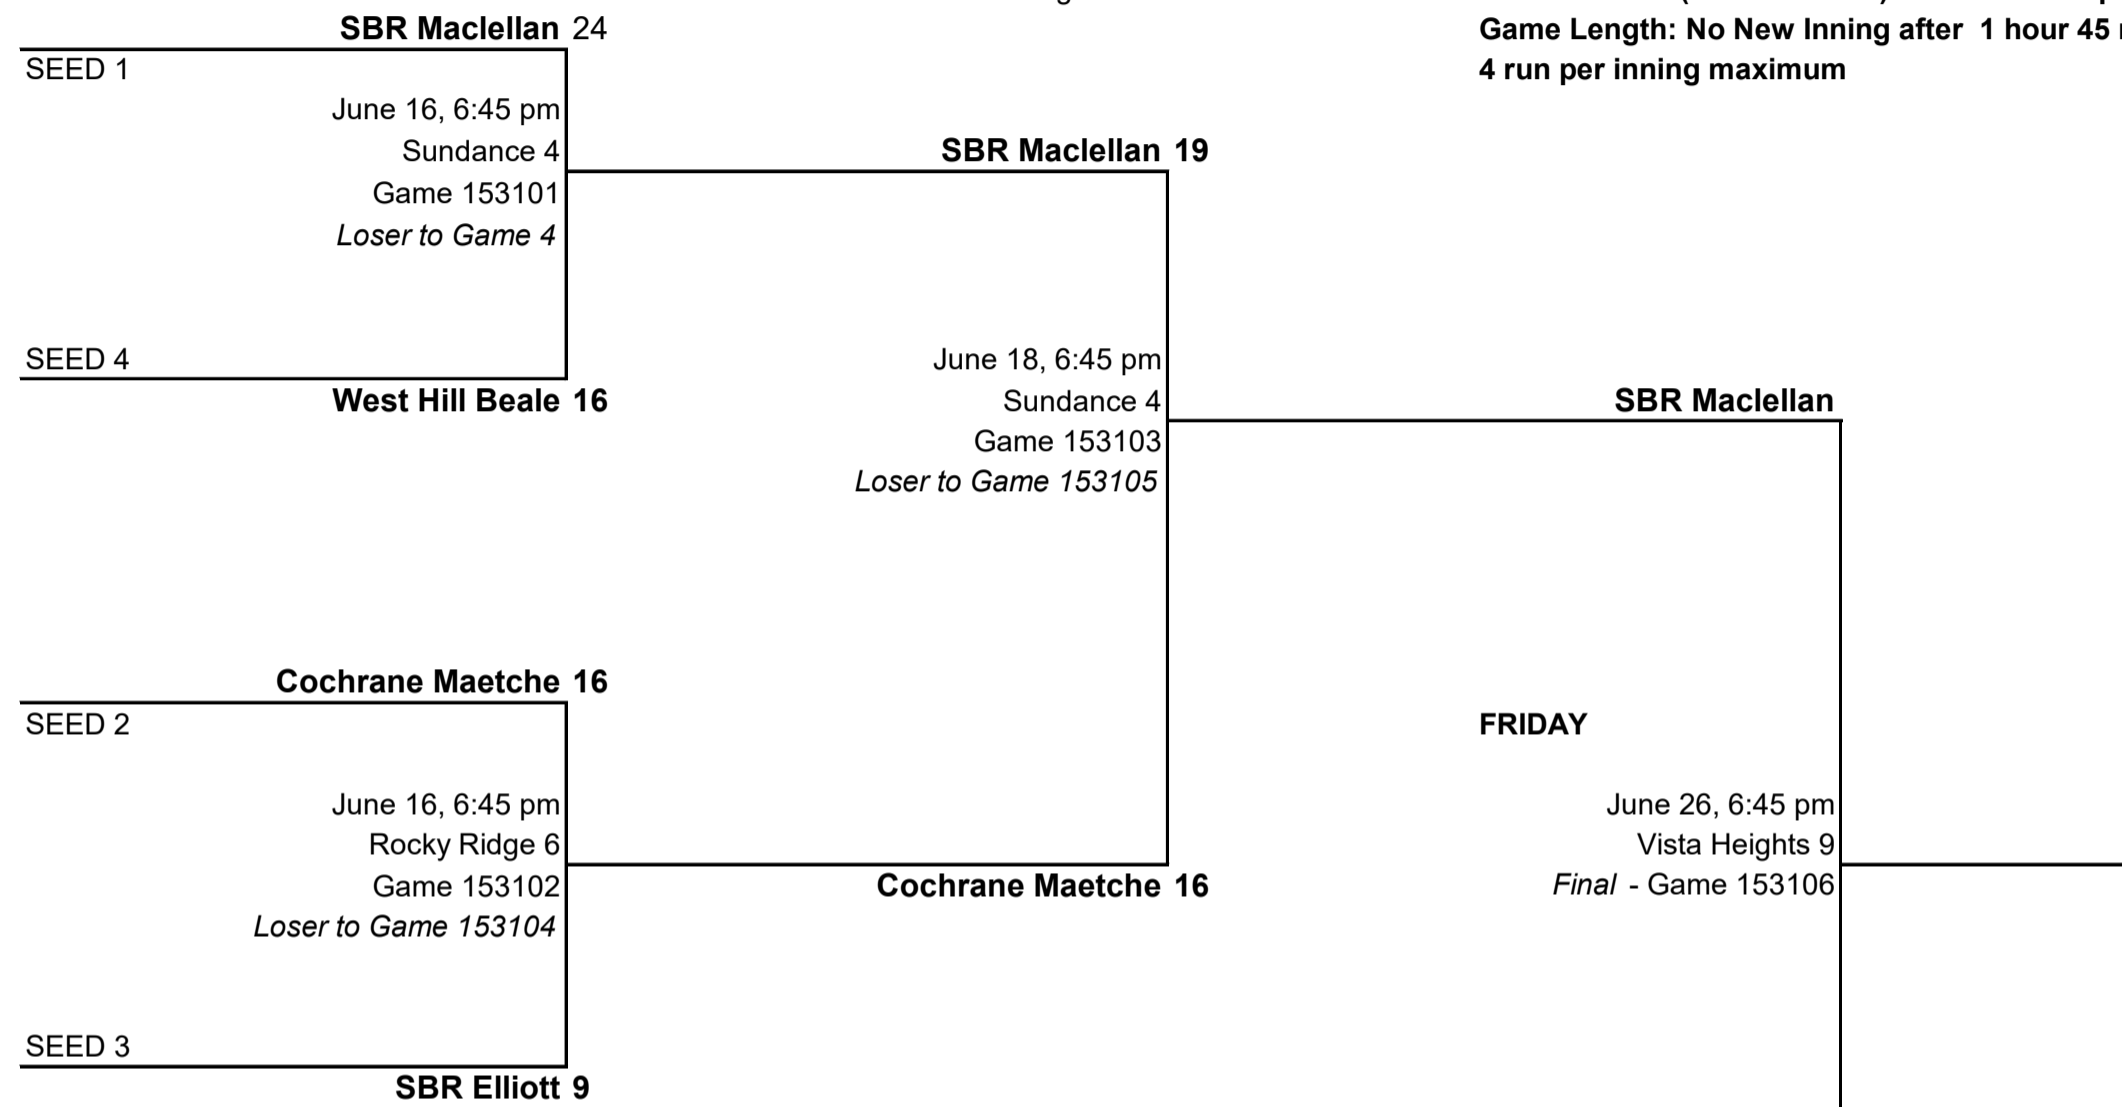 SBR Maclellan 24
Game Length: No New Inning after 1 hour 45
SEED 1
4 run per inning maximum
June 16, 6:45 pm
Sundance 4
Game 153101
Loser to Game 4
SBR Maclellan 19
SEED 4
West Hill Beale 16
June 18, 6:45 pm
Sundance 4
Game 153103
Loser to Game 153105
SBR Maclellan
Cochrane Maetche 16
SEED 2
FRIDAY
June 16, 6:45 pm
Rocky Ridge 6
Game 153102
Loser to Game 153104
Cochrane Maetche 16
June 26, 6:45 pm
Vista Heights 9
Final - Game 153106
SEED 3
SBR Elliott 9